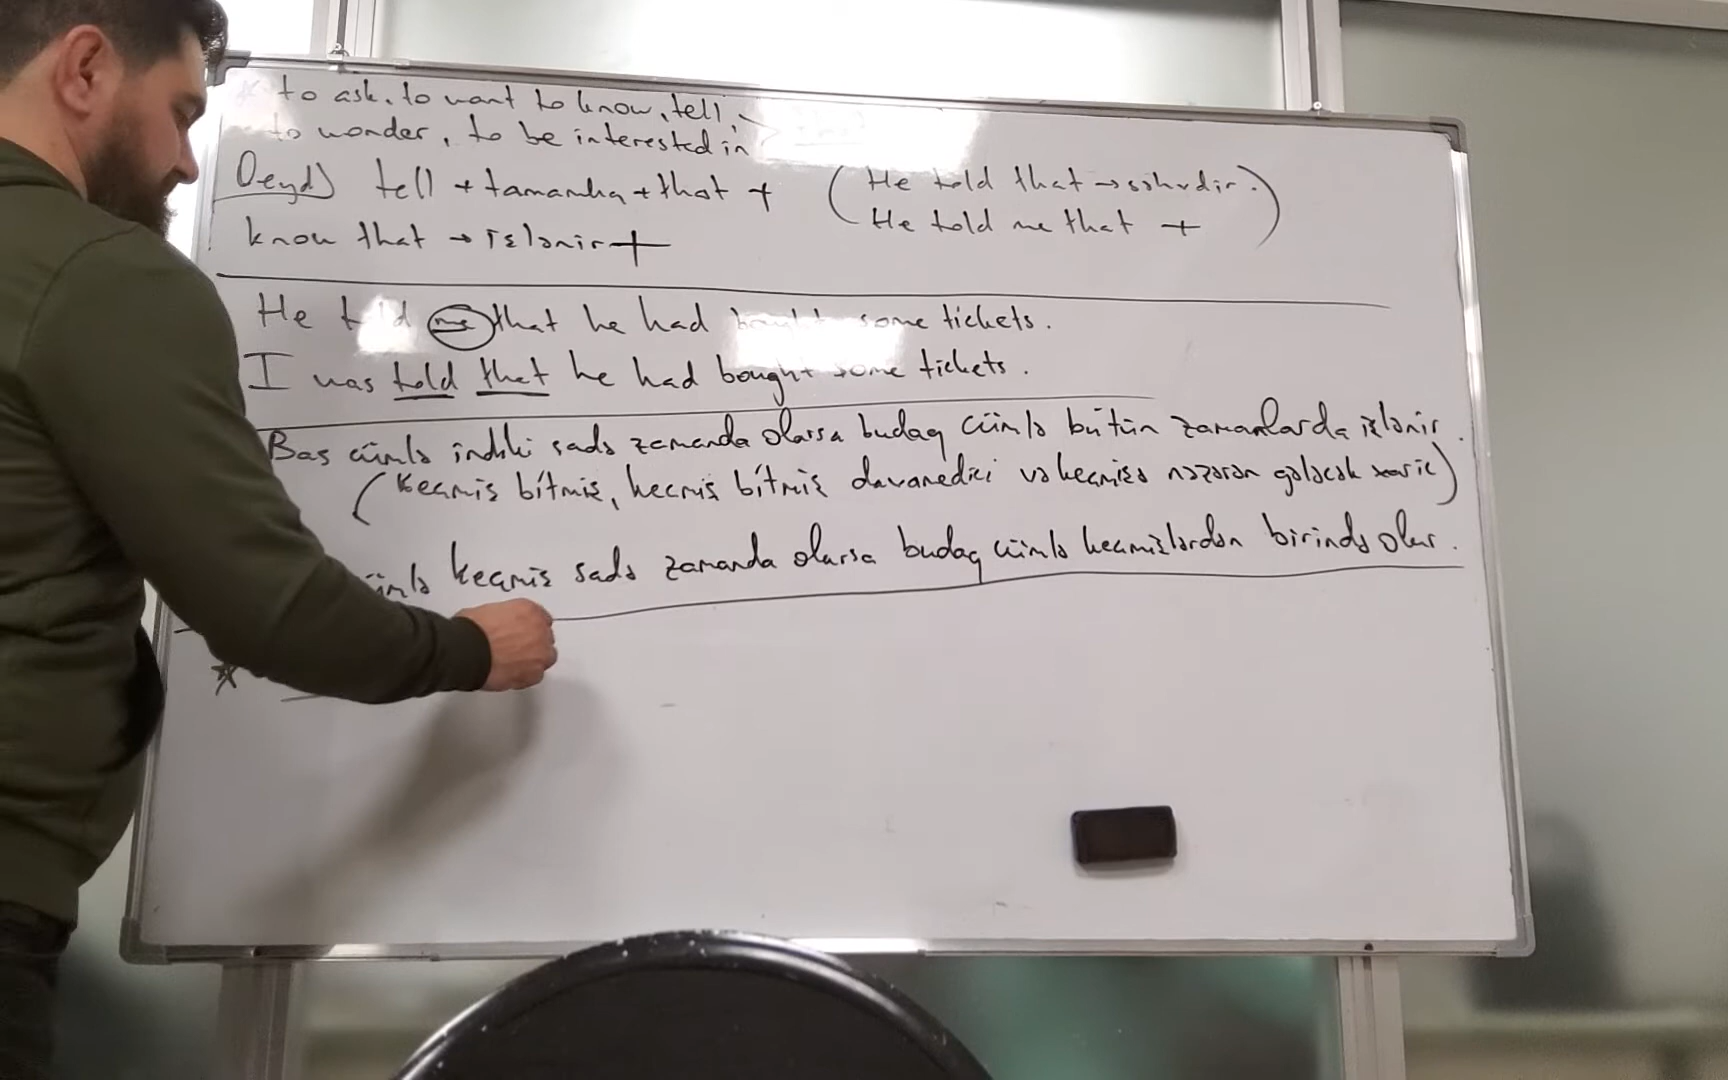 to ask, to want to know, tell,
to wonder, to be interested in
Qeyd) tell + tamamlıq + that + (He told that → səhvdir.)
He told me that +
know that → işlənir +
He told me that he had bought some tickets.
I was told that he had bought some tickets.
Baş cümlə indiki sadə zamanda olarsa budaq cümlə bütün zamanlarda işlənir.
(Keçmiş bitmiş, keçmiş bitmiş davamedici və keçmişə nəzərən gələcək xaric)
cümlə keçmiş sadə zamanda olarsa budaq cümlə keçmişlərdən birində olur.